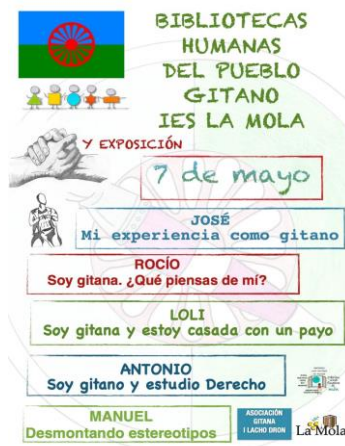 BIBLIOTECAS
HUMANAS
DEL PUEBLO
GITANO
IES LA MOLA
Y EXPOSICIÓN
7 de mayo
JOSÉ
Mi experiencia como gitano
ROCÍO
Soy gitana. ¿Qué piensas de mí?
LOLI
Soy gitana y estoy casada con un payo
ANTONIO
Soy gitano y estudio Derecho
MANUEL
Desmontando estereotipos
ASOCIACIÓN
GITANA
I LACHO DRON
La Mola